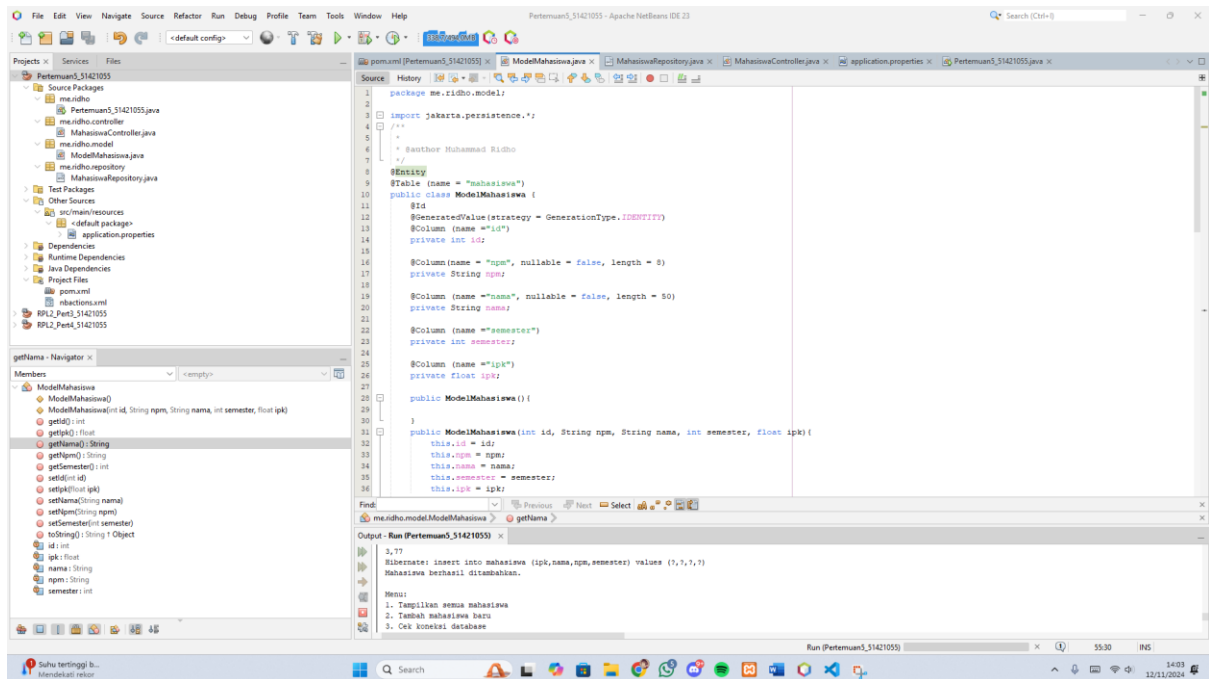 File Edit View Navigate Source Refactor Run Debug Profile Team Tools Window Help
Pertemuan5_51421055 - Apache NetBeans IDE 23
Search (Ctrl+I)
<default config>
Projects Services Files
Pertemuan5_51421055
Source Packages
me.ridho
Pertemuan5_51421055.java
me.ridho.controller
MahasiswaController.java
me.ridho.model
ModelMahasiswa.java
me.ridho.repository
MahasiswaRepository.java
Test Packages
Other Sources
src/main/resources
<default package>
application.properties
Dependencies
Runtime Dependencies
Java Dependencies
Project Files
pom.xml
nbactions.xml
RPL2_Pert3_51421055
RPL2_Pert4_51421055
getNama - Navigator
Members <empty>
ModelMahasiswa
ModelMahasiswa()
ModelMahasiswa(int id, String npm, String nama, int semester, float ipk)
getId() : int
getIpk() : float
getNama() : String
getNpm() : String
getSemester() : int
setId(int id)
setIpk(float ipk)
setNama(String nama)
setNpm(String npm)
setSemester(int semester)
toString() : String ↑ Object
id : int
ipk : float
nama : String
npm : String
semester : int
pom.xml [Pertemuan5_51421055] ModelMahasiswa.java MahasiswaRepository.java MahasiswaController.java application.properties Pertemuan5_51421055.java
Source History
1 package me.ridho.model;
2
3 import jakarta.persistence.*;
4 /**
5 *
6 * @author Muhammad Ridho
7 */
8 @Entity
9 @Table (name = "mahasiswa")
10 public class ModelMahasiswa {
11 @Id
12 @GeneratedValue(strategy = GenerationType.IDENTITY)
13 @Column (name ="id")
14 private int id;
15
16 @Column(name = "npm", nullable = false, length = 8)
17 private String npm;
18
19 @Column (name ="nama", nullable = false, length = 50)
20 private String nama;
21
22 @Column (name ="semester")
23 private int semester;
24
25 @Column (name ="ipk")
26 private float ipk;
27
28 public ModelMahasiswa(){
29
30 }
31 public ModelMahasiswa(int id, String npm, String nama, int semester, float ipk){
32 this.id = id;
33 this.npm = npm;
34 this.nama = nama;
35 this.semester = semester;
36 this.ipk = ipk;
Find: Previous Next Select
me.ridho.model.ModelMahasiswa getNama
Output - Run (Pertemuan5_51421055)
3,77
Hibernate: insert into mahasiswa (ipk,nama,npm,semester) values (?,?,?,?)
Mahasiswa berhasil ditambahkan.
Menu:
1. Tampilkan semua mahasiswa
2. Tambah mahasiswa baru
3. Cek koneksi database
Run (Pertemuan5_51421055) 55:30 INS
Suhu tertinggi b...
Mendekati rekor
Search
14:03
12/11/2024